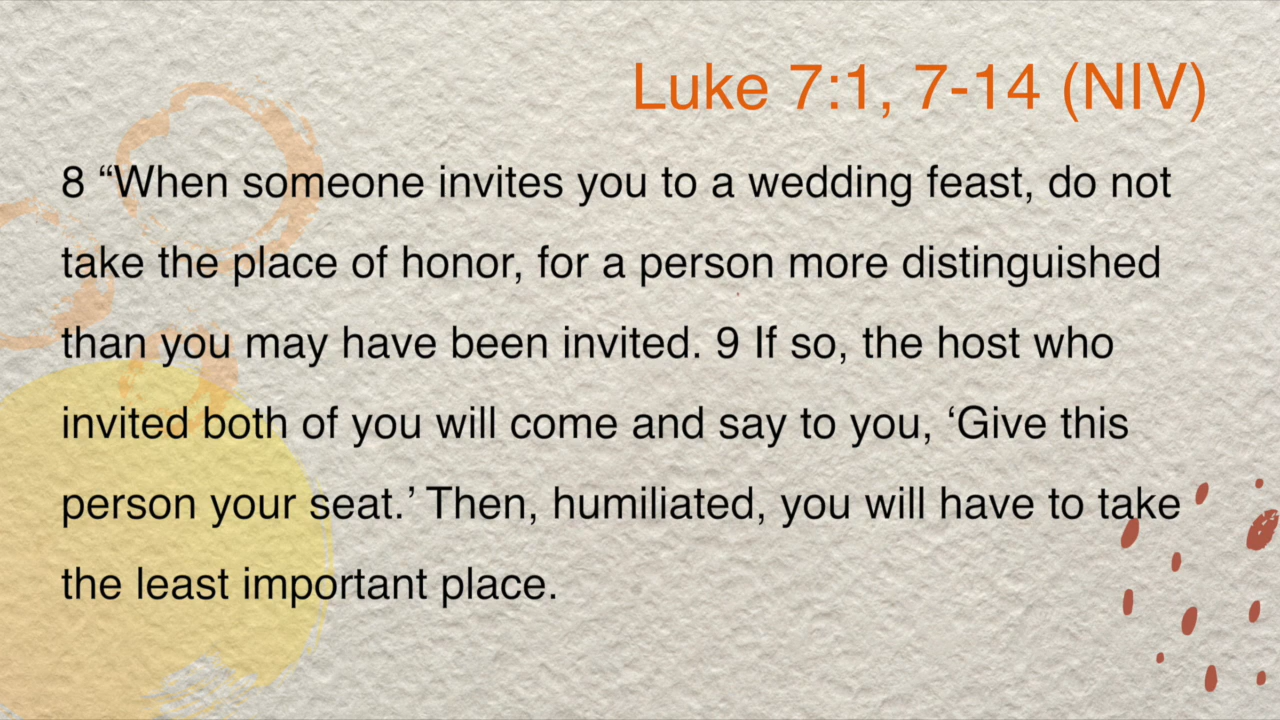 Luke 7:1, 7-14 (NIV)
8 “When someone invites you to a wedding feast, do not
take the place of honor, for a person more distinguished
than you may have been invited. 9 If so, the host who
invited both of you will come and say to you, ‘Give this
person your seat.’ Then, humiliated, you will have to take
the least important place.